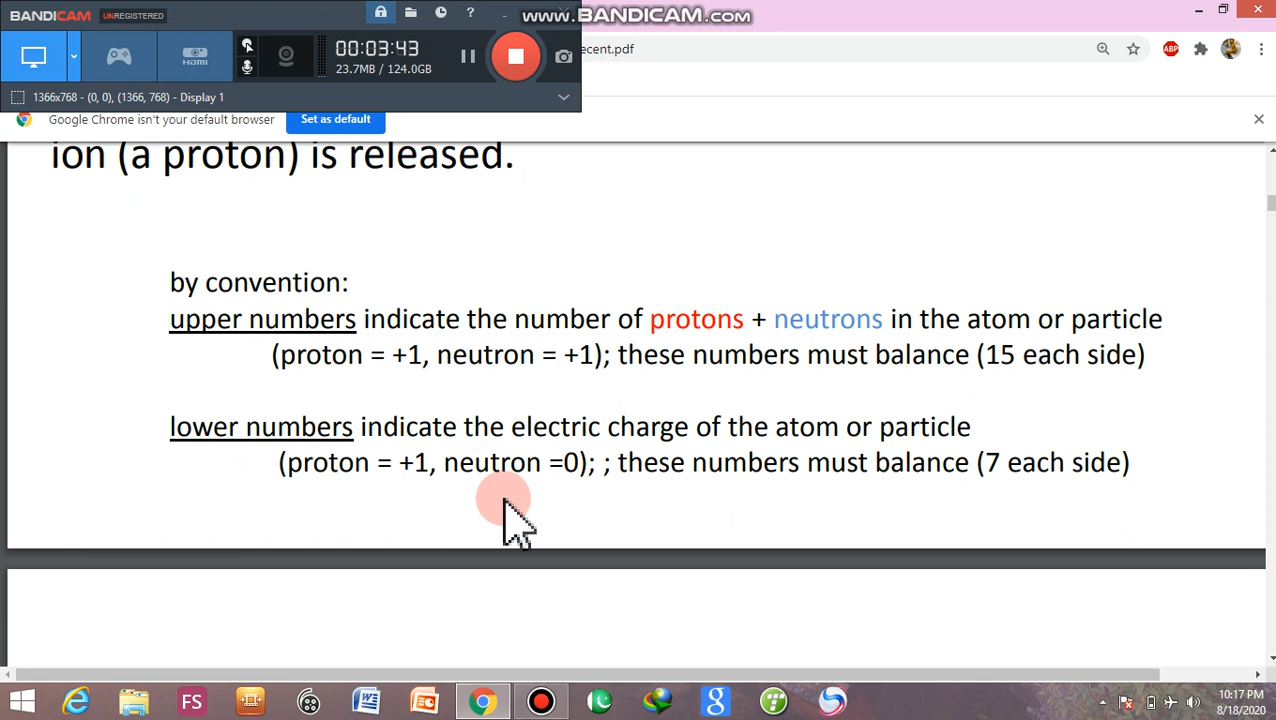 BANDICAM UNREGISTERED
www.BANDICAM.com
HDMI
00:03:43
23.7MB / 124.0GB
ecent.pdf
ABP
1366x768 - (0, 0), (1366, 768) - Display 1
Google Chrome isn't your default browser
Set as default
ion (a proton) is released.
by convention:
upper numbers indicate the number of protons + neutrons in the atom or particle
(proton = +1, neutron = +1); these numbers must balance (15 each side)
lower numbers indicate the electric charge of the atom or particle
(proton = +1, neutron =0); ; these numbers must balance (7 each side)
FS
10:17 PM
8/18/2020